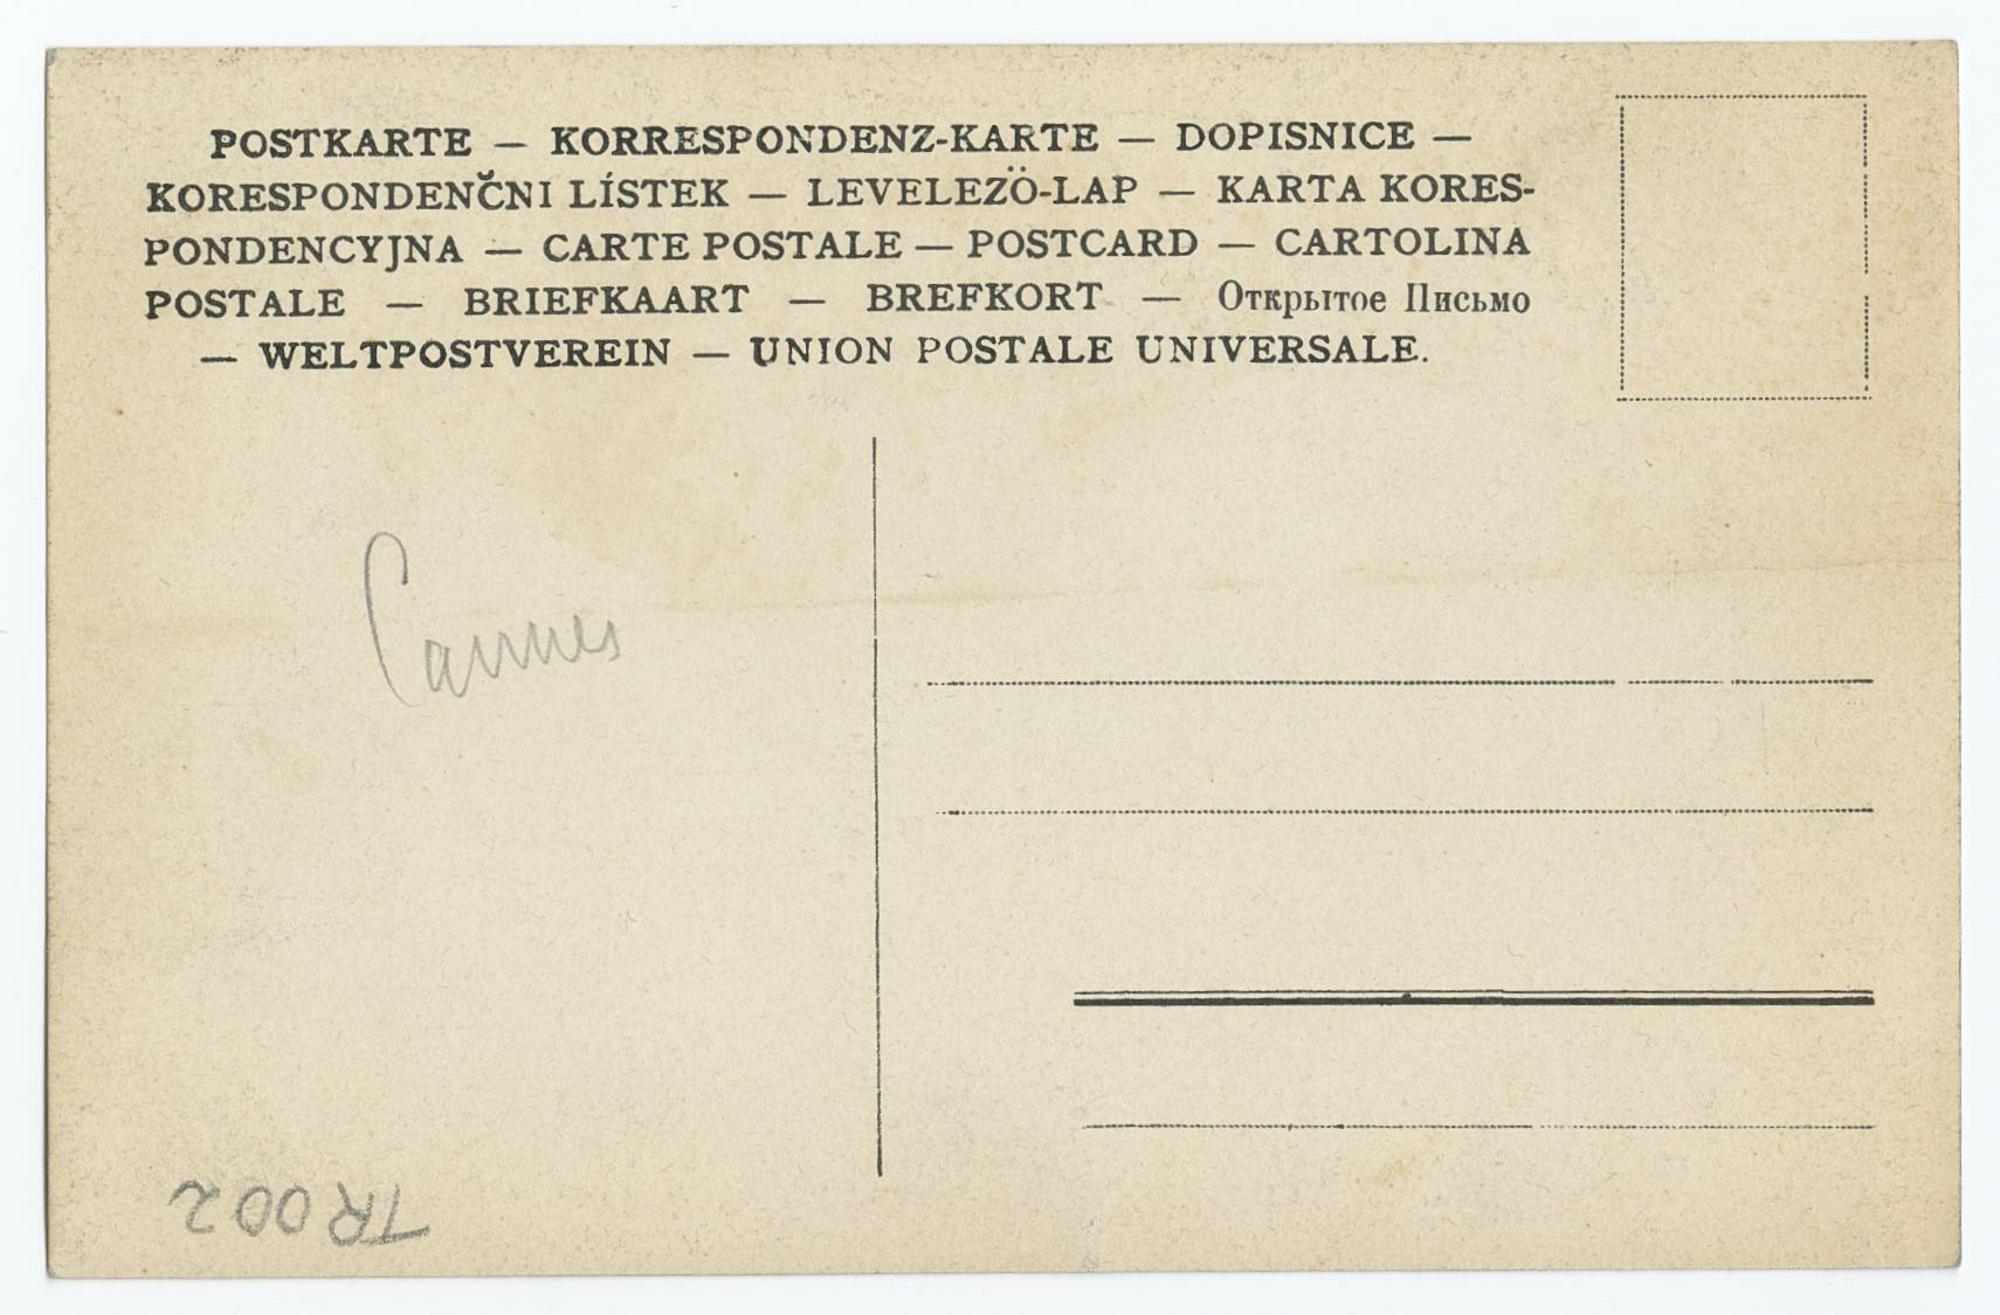 POSTKARTE — KORRESPONDENZ-KARTE — DOPISNICE —
KORESPONDENČNI LÍSTEK — LEVELEZÖ-LAP — KARTA KORES-
PONDENCYJNA — CARTE POSTALE — POSTCARD — CARTOLINA
POSTALE — BRIEFKAART — BREFKORT — Открытое Письмо
— WELTPOSTVEREIN — UNION POSTALE UNIVERSALE.
Cannes
TR002